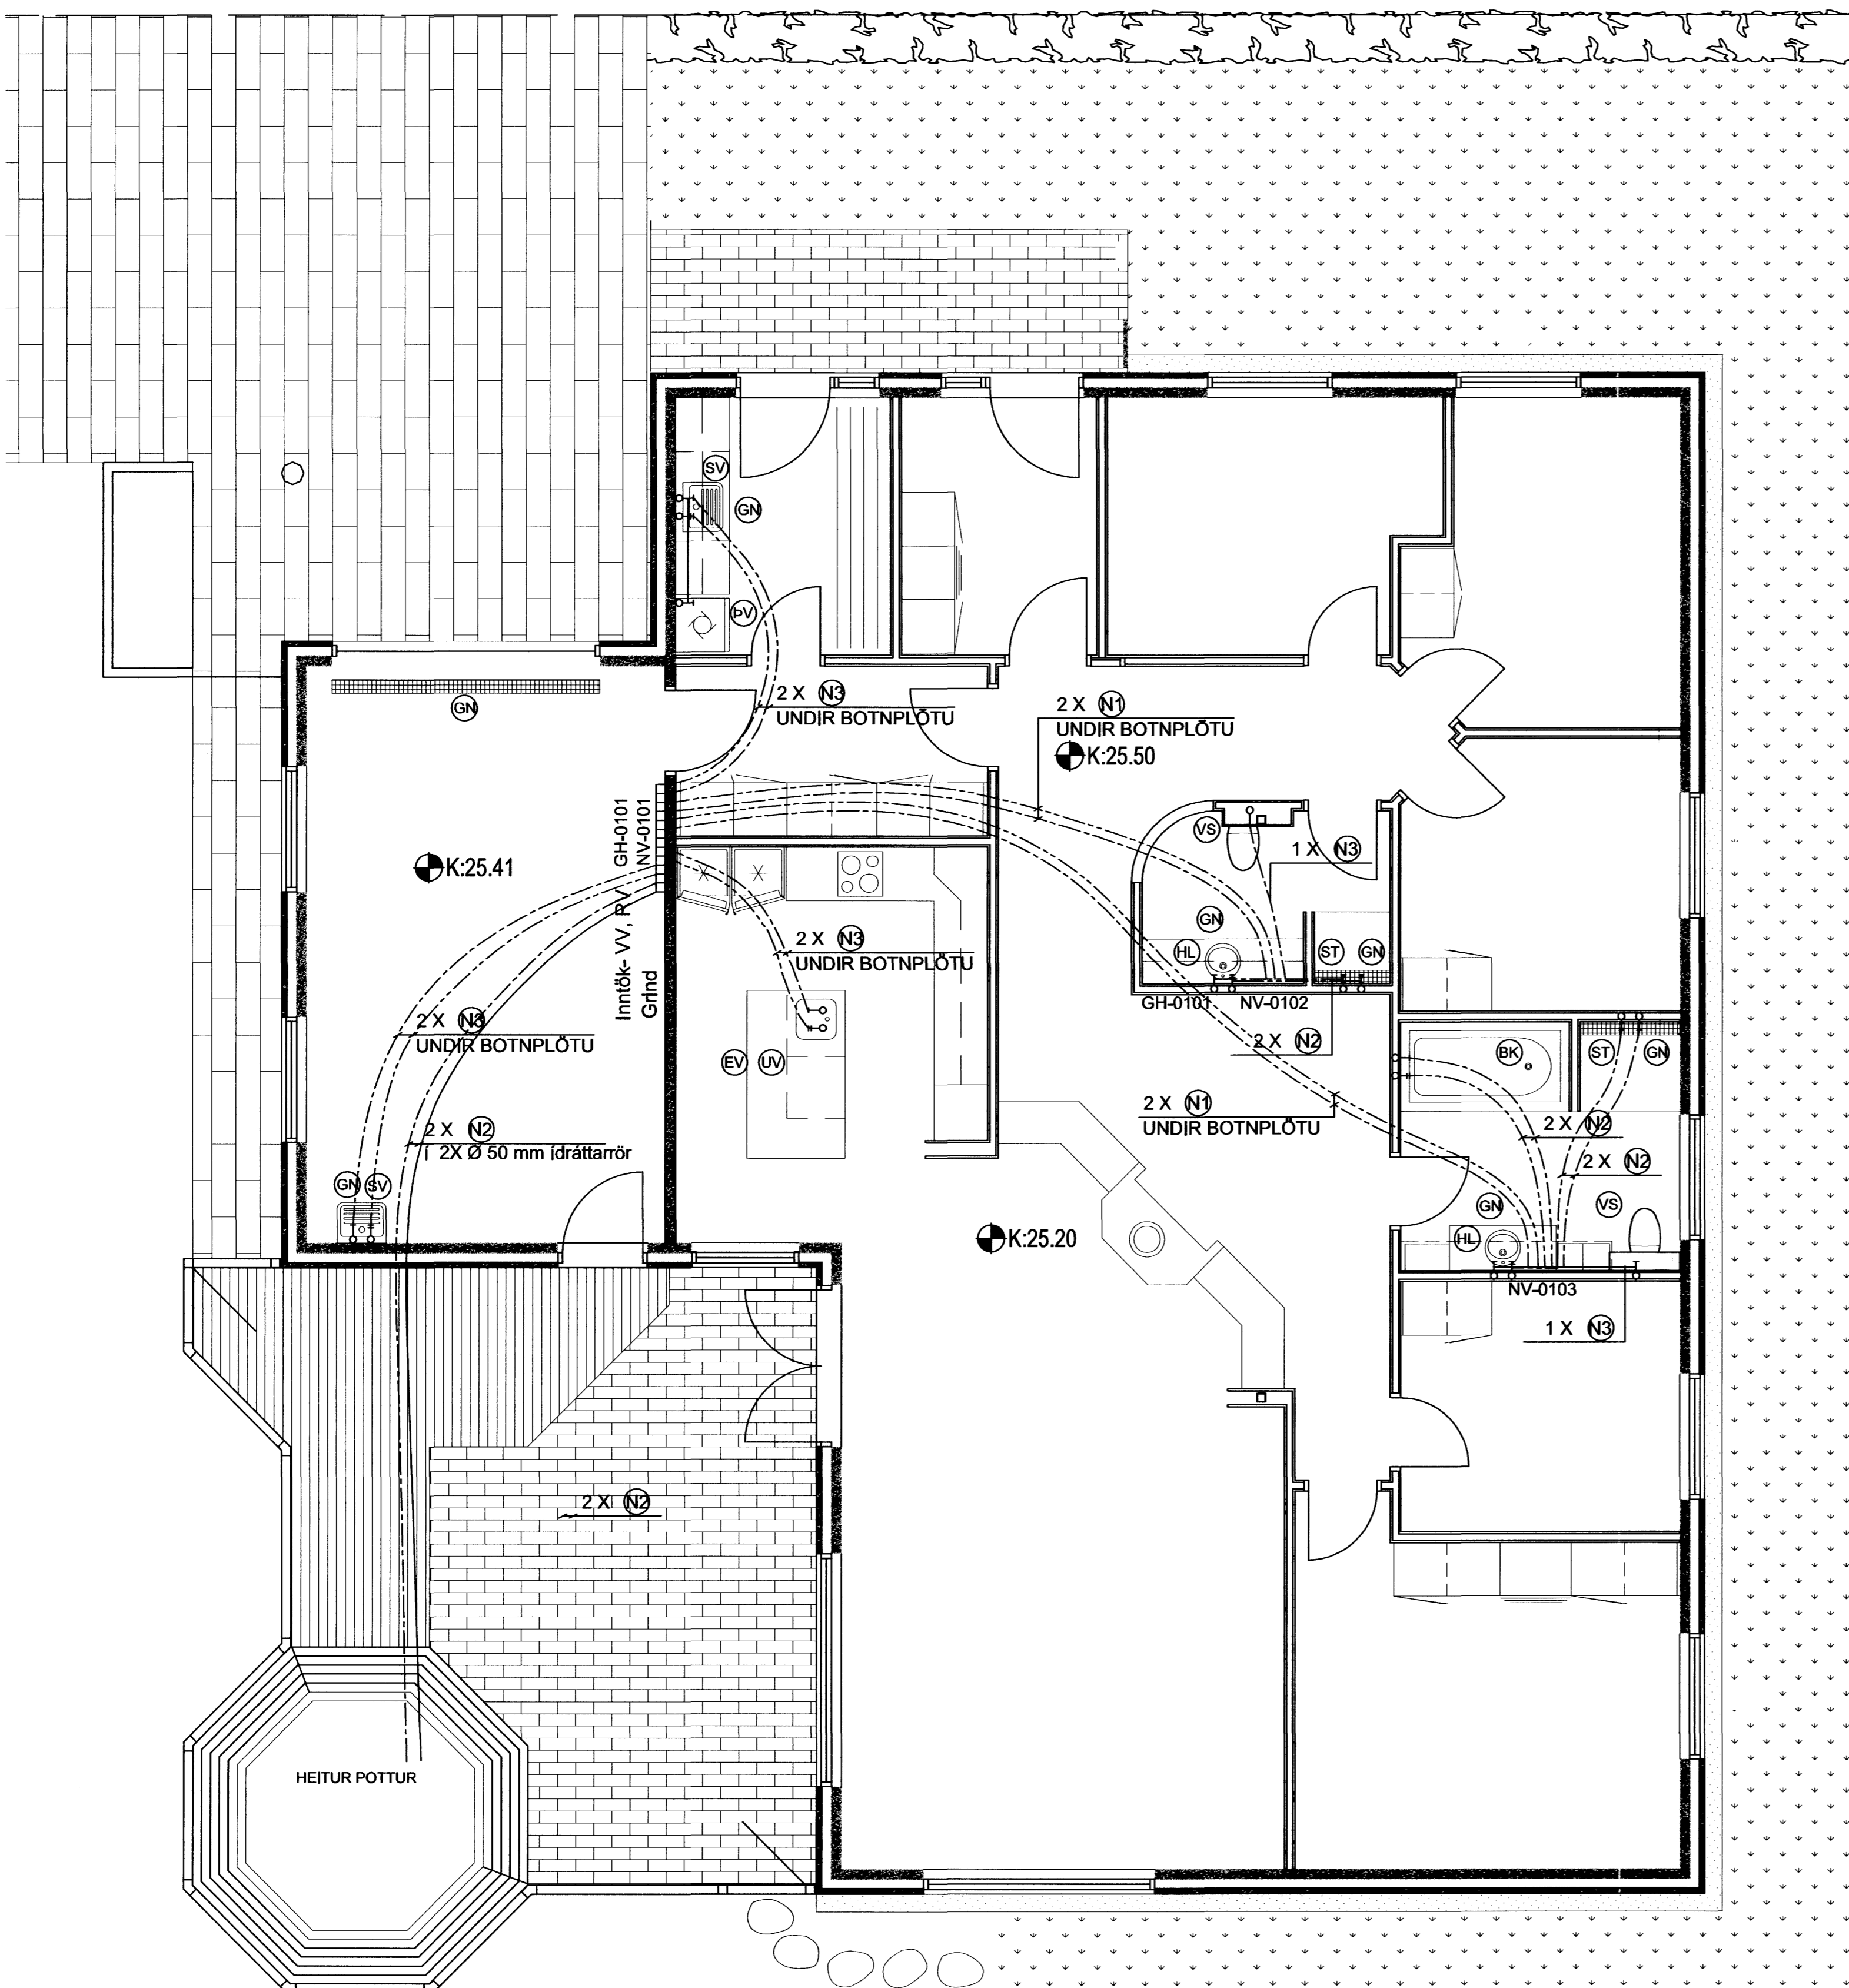 SV
GN
ÞV
GN
2 X N3
UNDIR BOTNPLÖTU
2 X N1
UNDIR BOTNPLÖTU
K:25.50
GH-0101
NV-0101
Inntök- VV, RV
Grind
K:25.41
VS
1 X N3
GN
HL
ST
GN
2 X N3
UNDIR BOTNPLÖTU
GH-0101
NV-0102
2 X N2
2 X N3
UNDIR BOTNPLÖTU
EV
UV
BK
ST
GN
2 X N1
UNDIR BOTNPLÖTU
2 X N2
í 2X Ø 50 mm ídráttarrör
2 X N2
2 X N2
GN
SV
GN
VS
HL
K:25.20
NV-0103
1 X N3
2 X N2
HEITUR POTTUR